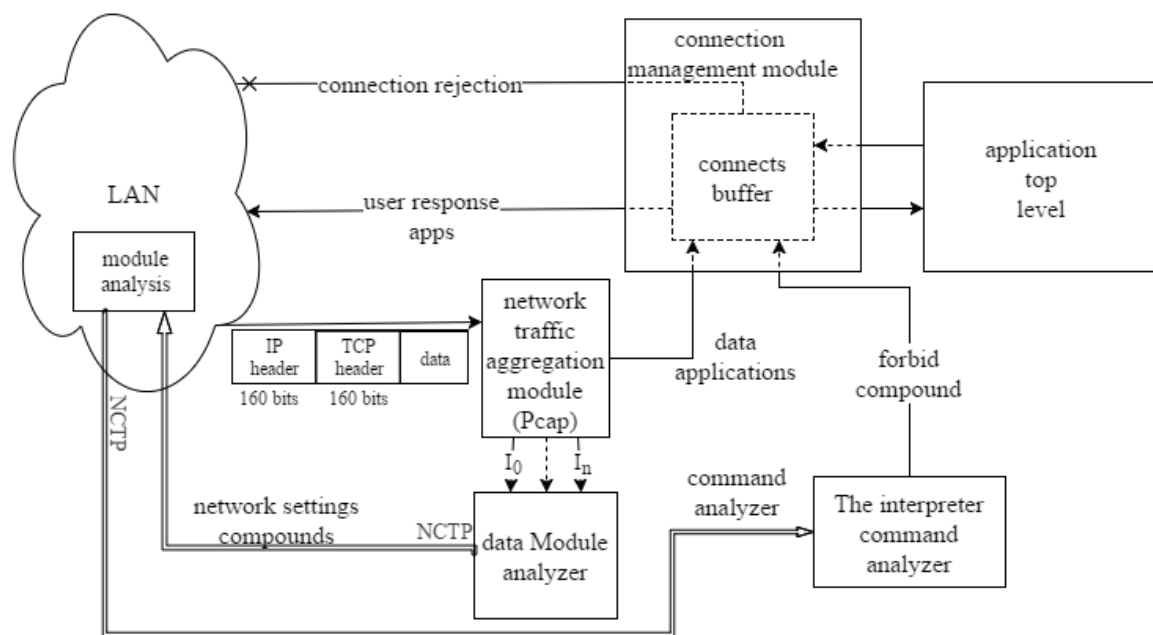 connection
management module
connection rejection
connects
buffer
application
top
level
LAN
user response
apps
module
analysis
network
traffic
aggregation
module
(Pcap)
IP
header
TCP
header
data
160 bits
160 bits
data
applications
forbid
compound
NCTP
I0
In
command
analyzer
network settings
compounds
NCTP
data Module
analyzer
The interpreter
command
analyzer